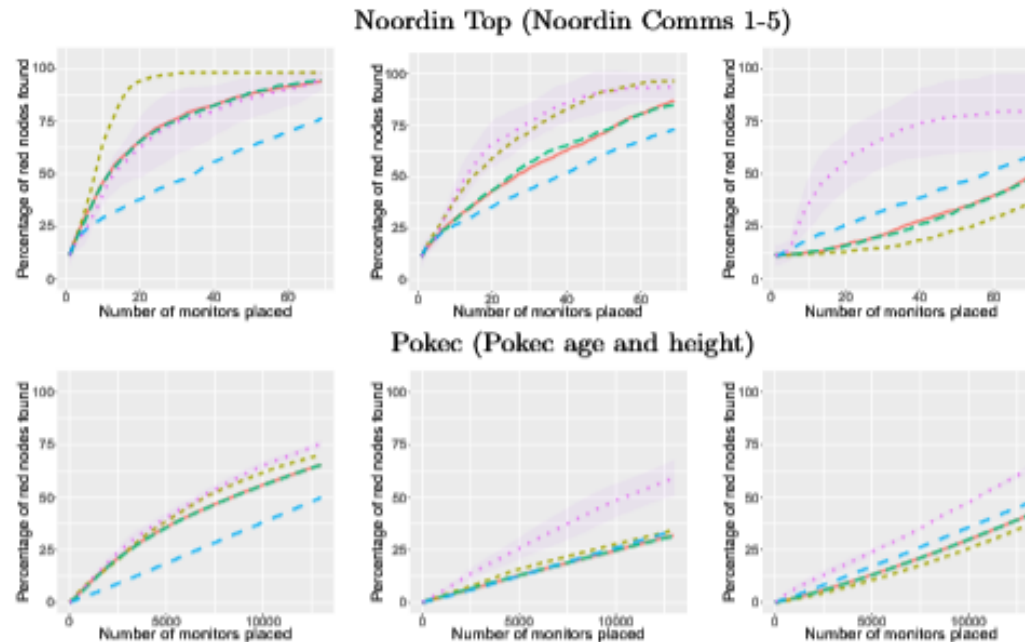 Noordin Top (Noordin Comms 1-5)
Percentage of red nodes found
100
75
50
25
0
0 20 40 60
Number of monitors placed
Percentage of red nodes found
100
75
50
25
0
0 20 40 60
Number of monitors placed
Percentage of red nodes found
100
75
50
25
0
0 20 40 60
Number of monitors placed
Pokec (Pokec age and height)
Percentage of red nodes found
100
75
50
25
0
0 5000 10000
Number of monitors placed
Percentage of red nodes found
100
75
50
25
0
0 5000 10000
Number of monitors placed
Percentage of red nodes found
100
75
50
25
0
0 5000 10000
Number of monitors placed